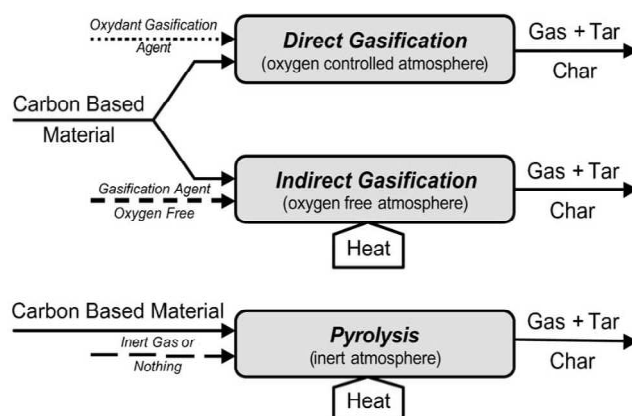 Oxydant Gasification
Agent
Direct Gasification
(oxygen controlled atmosphere)
Gas + Tar
Char
Carbon Based
Material
Gasification Agent
Oxygen Free
Indirect Gasification
(oxygen free atmosphere)
Gas + Tar
Char
Heat
Carbon Based Material
Inert Gas or
Nothing
Pyrolysis
(inert atmosphere)
Gas + Tar
Char
Heat